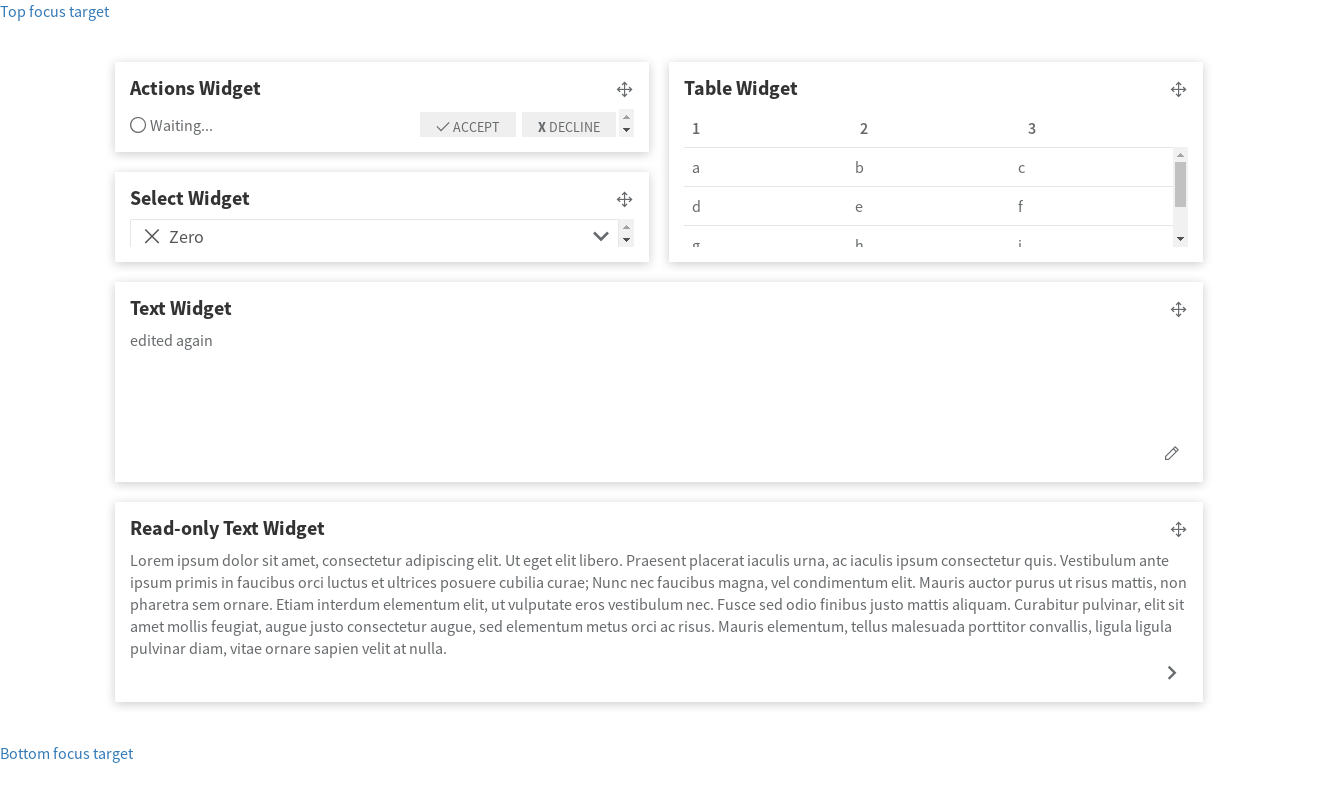 Top focus target
Actions Widget
Waiting...
ACCEPT
X DECLINE
Select Widget
Zero
Table Widget
1 2 3
a b c
d e f
g h i
Text Widget
edited again
Read-only Text Widget
Lorem ipsum dolor sit amet, consectetur adipiscing elit. Ut eget elit libero. Praesent placerat iaculis urna, ac iaculis ipsum consectetur quis. Vestibulum ante
ipsum primis in faucibus orci luctus et ultrices posuere cubilia curae; Nunc nec faucibus magna, vel condimentum elit. Mauris auctor purus ut risus mattis, non
pharetra sem ornare. Etiam interdum elementum elit, ut vulputate eros vestibulum nec. Fusce sed odio finibus justo mattis aliquam. Curabitur pulvinar, elit sit
amet mollis feugiat, augue justo consectetur augue, sed elementum metus orci ac risus. Mauris elementum, tellus malesuada porttitor convallis, ligula ligula
pulvinar diam, vitae ornare sapien velit at nulla.
Bottom focus target